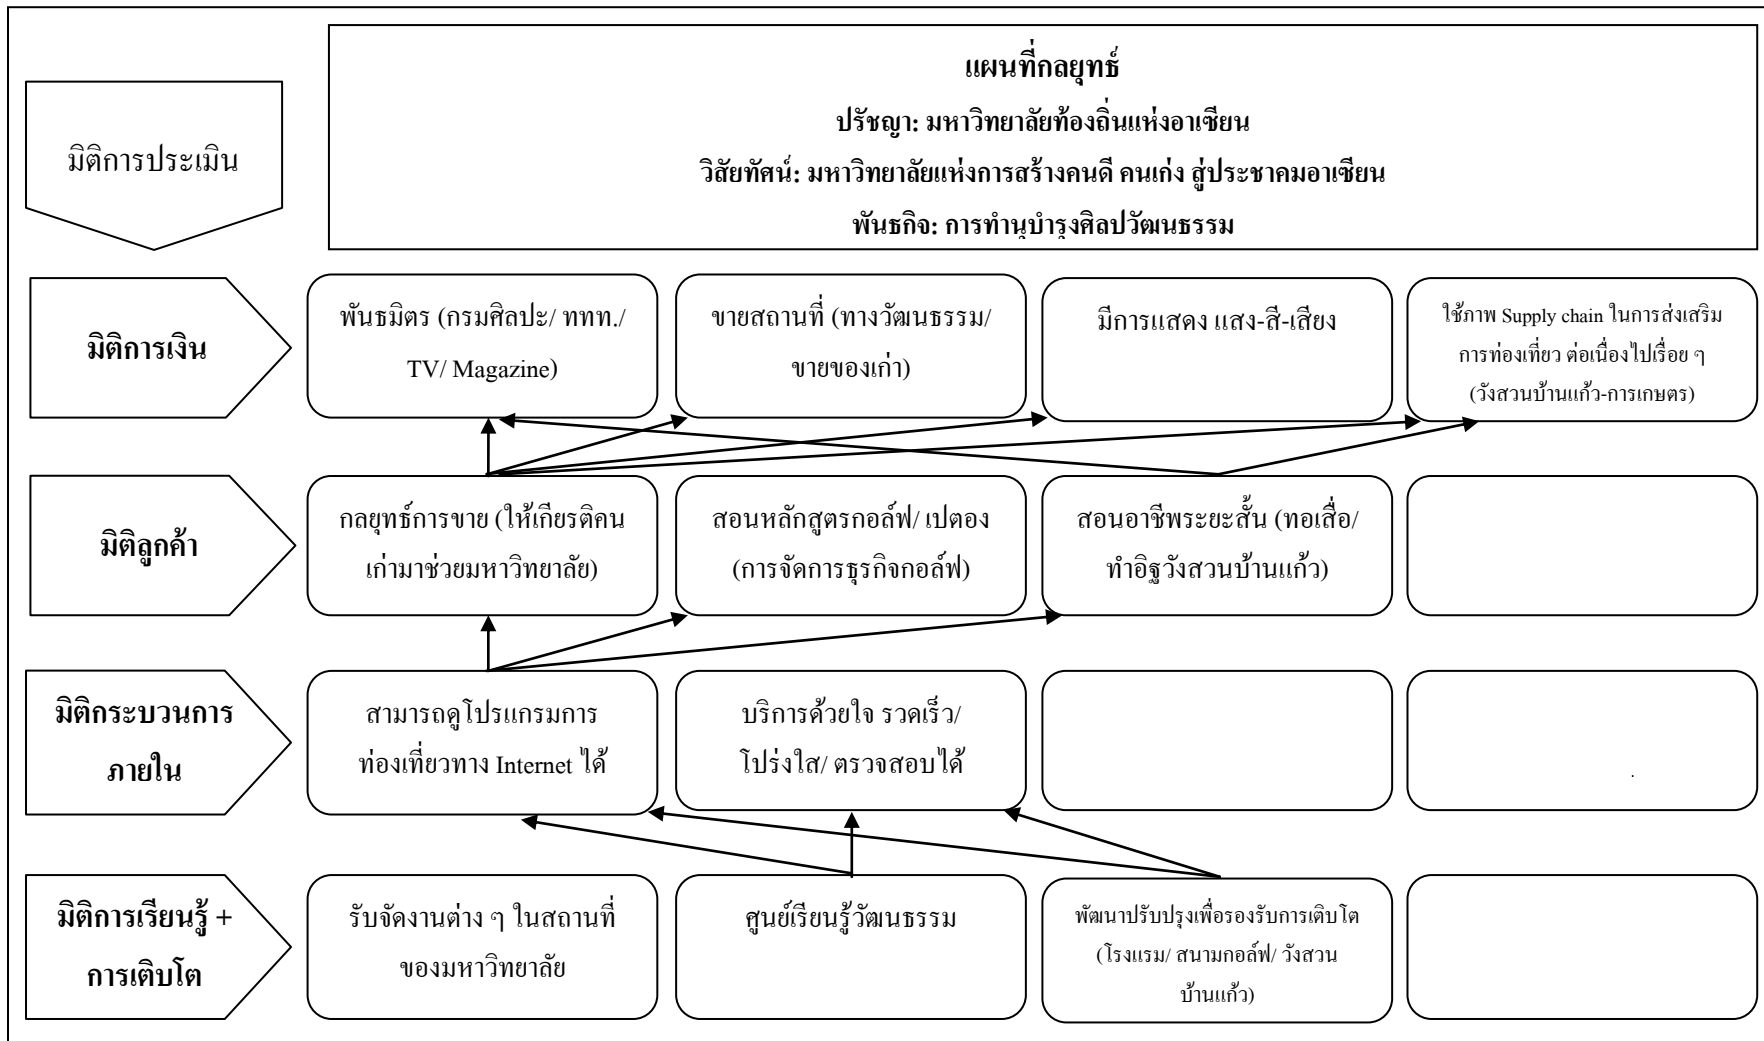 แผนที่กลยุทธ์
ปรัชญา: มหาวิทยาลัยท้องถิ่นแห่งอาเซียน
วิสัยทัศน์: มหาวิทยาลัยแห่งการสร้างคนดี คนเก่ง สู่ประชาคมอาเซียน
พันธกิจ: การทำนุบำรุงศิลปวัฒนธรรม
มิติการประเมิน
มิติการเงิน
พันธมิตร (กรมศิลปะ/ ททท./
TV/ Magazine)
ขายสถานที่ (ทางวัฒนธรรม/
ขายของเก่า)
มีการแสดง แสง-สี-เสียง
ใช้ภาพ Supply chain ในการส่งเสริม
การท่องเที่ยว ต่อเนื่องไปเรื่อย ๆ
(วังสวนบ้านแก้ว-การเกษตร)
มิติลูกค้า
กลยุทธ์การขาย (ให้เกียรติคน
เก่ามาช่วยมหาวิทยาลัย)
สอนหลักสูตรกอล์ฟ/ เปตอง
(การจัดการธุรกิจกอล์ฟ)
สอนอาชีพระยะสั้น (ทอเสื่อ/
ทำอิฐวังสวนบ้านแก้ว)
มิติกระบวนการ
ภายใน
สามารถดูโปรแกรมการ
ท่องเที่ยวทาง Internet ได้
บริการด้วยใจ รวดเร็ว/
โปร่งใส/ ตรวจสอบได้
.
มิติการเรียนรู้ +
การเติบโต
รับจัดงานต่าง ๆ ในสถานที่
ของมหาวิทยาลัย
ศูนย์เรียนรู้วัฒนธรรม
พัฒนาปรับปรุงเพื่อรองรับการเติบโต
(โรงแรม/ สนามกอล์ฟ/ วังสวน
บ้านแก้ว)